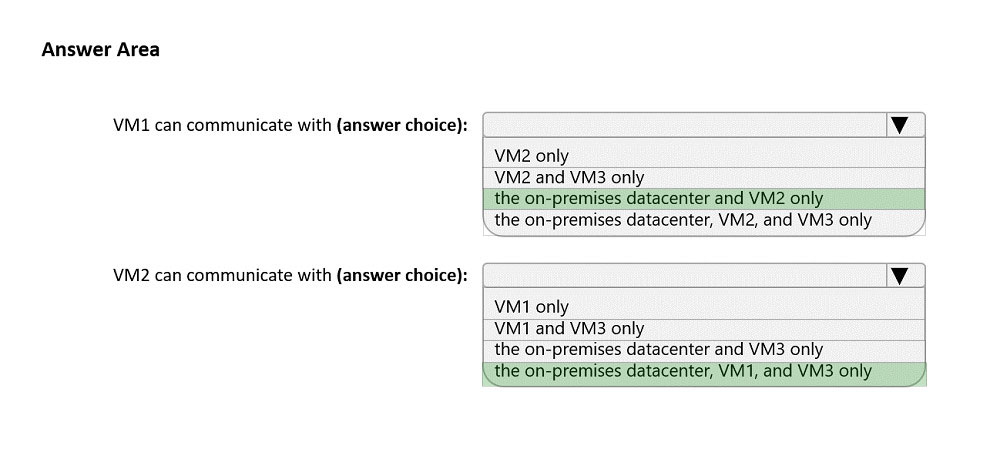 Answer Area
VM1 can communicate with (answer choice):
VM2 only
VM2 and VM3 only
the on-premises datacenter and VM2 only
the on-premises datacenter, VM2, and VM3 only
VM2 can communicate with (answer choice):
VM1 only
VM1 and VM3 only
the on-premises datacenter and VM3 only
the on-premises datacenter, VM1, and VM3 only